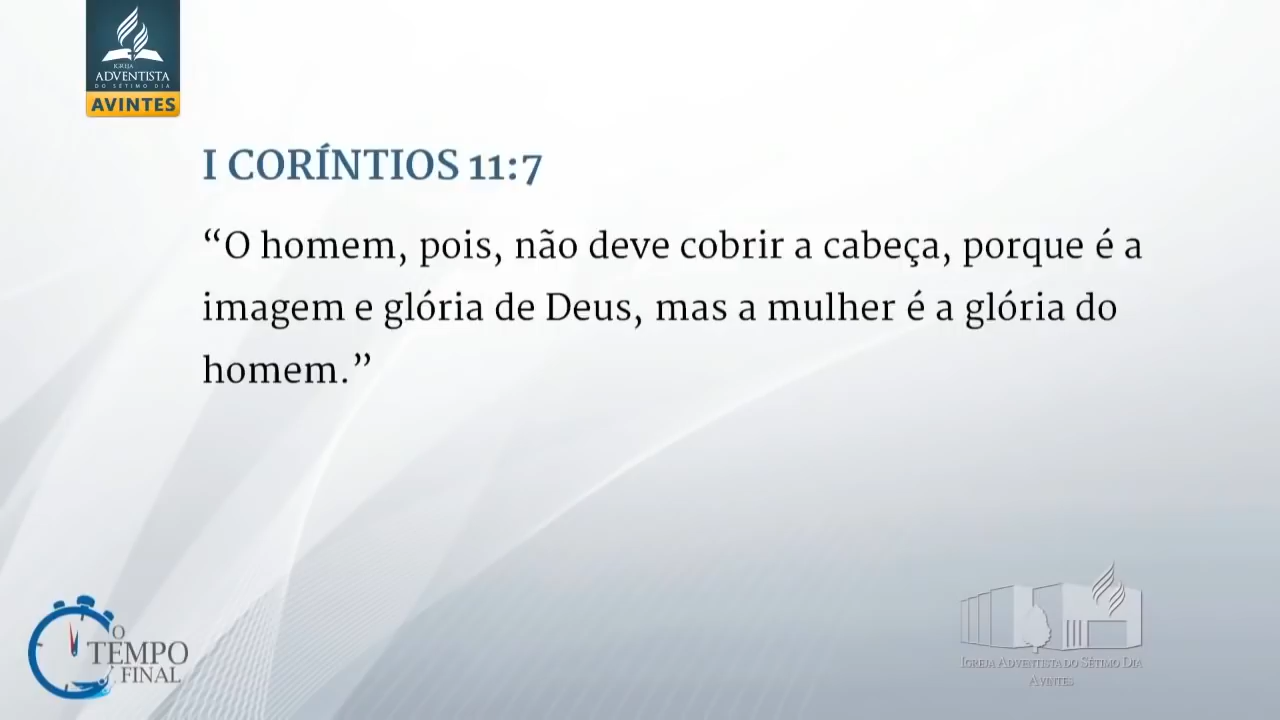 IGREJA
ADVENTISTA
DO SÉTIMO DIA
AVINTES
I CORÍNTIOS 11:7
“O homem, pois, não deve cobrir a cabeça, porque é a
imagem e glória de Deus, mas a mulher é a glória do
homem.”
O
TEMPO
FINAL
IGREJA ADVENTISTA DO SÉTIMO DIA
AVINTES